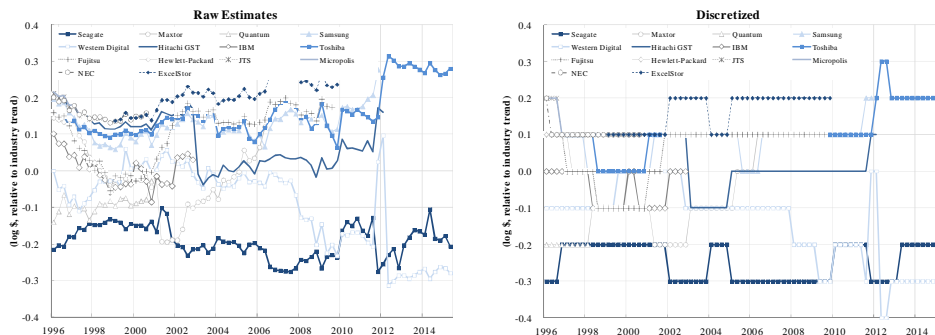 Raw Estimates
0.4
Seagate Maxtor Quantum Samsung
Western Digital Hitachi GST IBM Toshiba
Fujitsu Hewlett-Packard JTS Micropolis
NEC ExcelStor
0.3
0.2
0.1
0.0
-0.1
-0.2
-0.3
-0.4
(log $, relative to industry trend)
1996 1998 2000 2002 2004 2006 2008 2010 2012 2014
Discretized
0.4
Seagate Maxtor Quantum Samsung
Western Digital Hitachi GST IBM Toshiba
Fujitsu Hewlett-Packard JTS Micropolis
NEC ExcelStor
0.3
0.2
0.1
0.0
-0.1
-0.2
-0.3
-0.4
(log $, relative to industry trend)
1996 1998 2000 2002 2004 2006 2008 2010 2012 2014